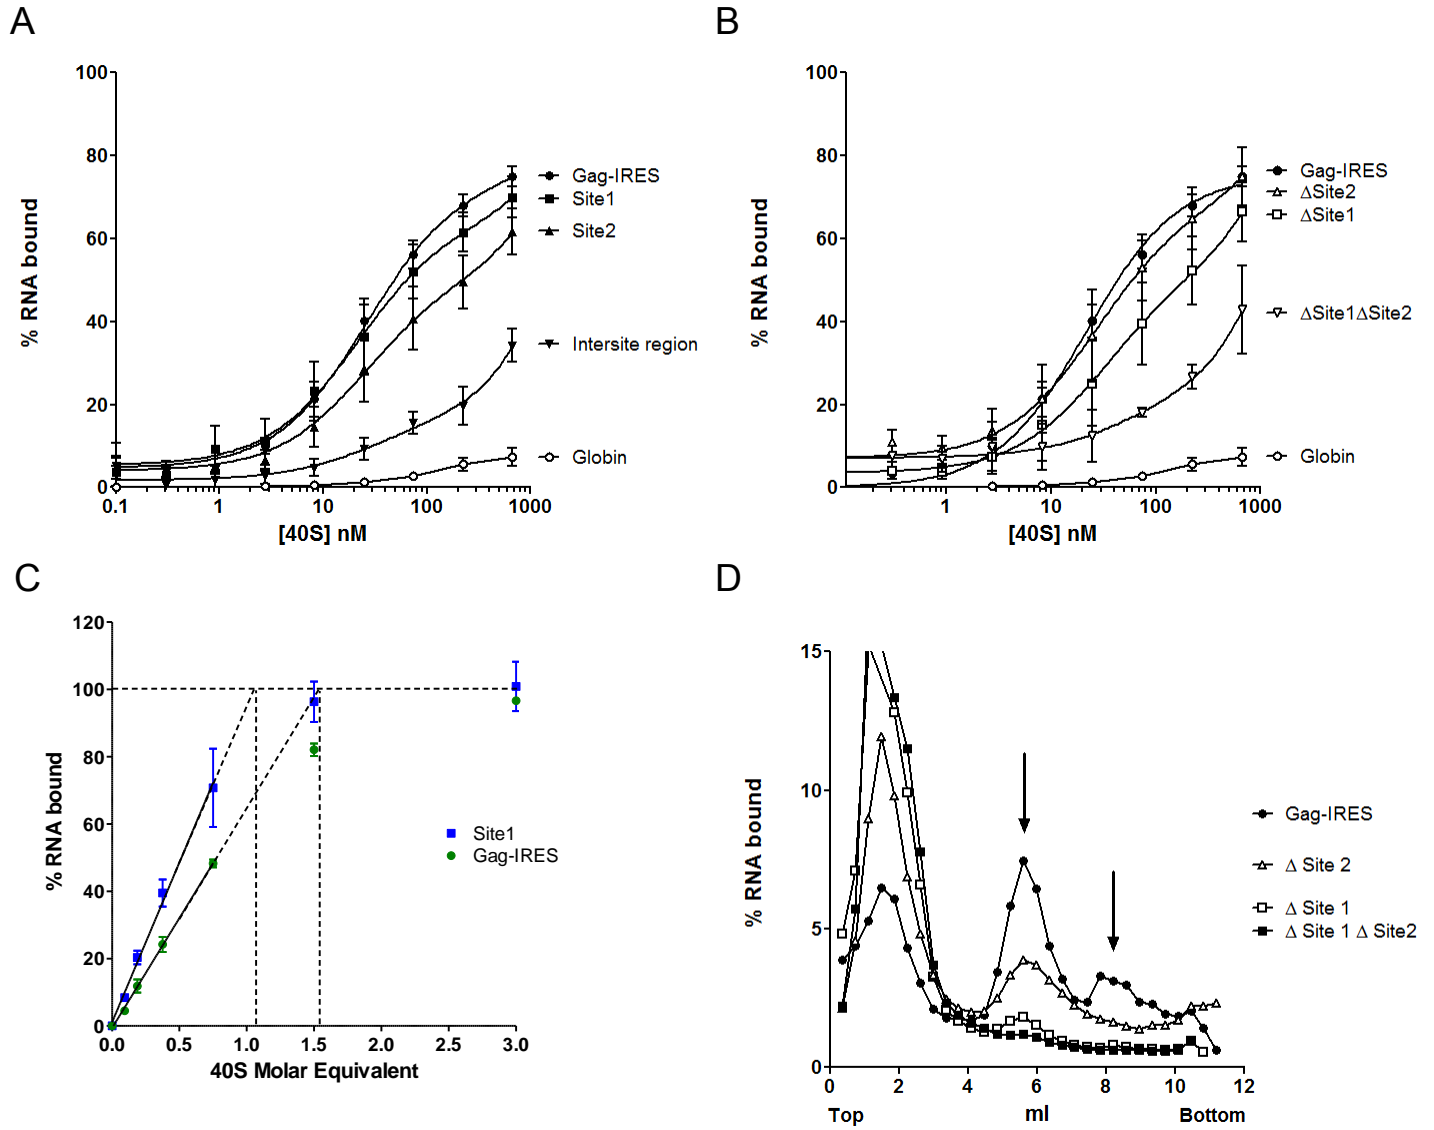 A
% RNA bound
100
80
60
40
20
0
0.1
1
10
100
1000
[40S] nM
Gag-IRES
Site1
Site2
Intersite region
Globin
B
% RNA bound
100
80
60
40
20
0
1
10
100
1000
[40S] nM
Gag-IRES
ΔSite2
ΔSite1
ΔSite1ΔSite2
Globin
C
% RNA bound
120
100
80
60
40
20
0
0.0
0.5
1.0
1.5
2.0
2.5
3.0
40S Molar Equivalent
Site1
Gag-IRES
D
% RNA bound
15
10
5
0
0
2
4
6
8
10
12
Top
ml
Bottom
Gag-IRES
Δ Site 2
Δ Site 1
Δ Site 1 Δ Site2